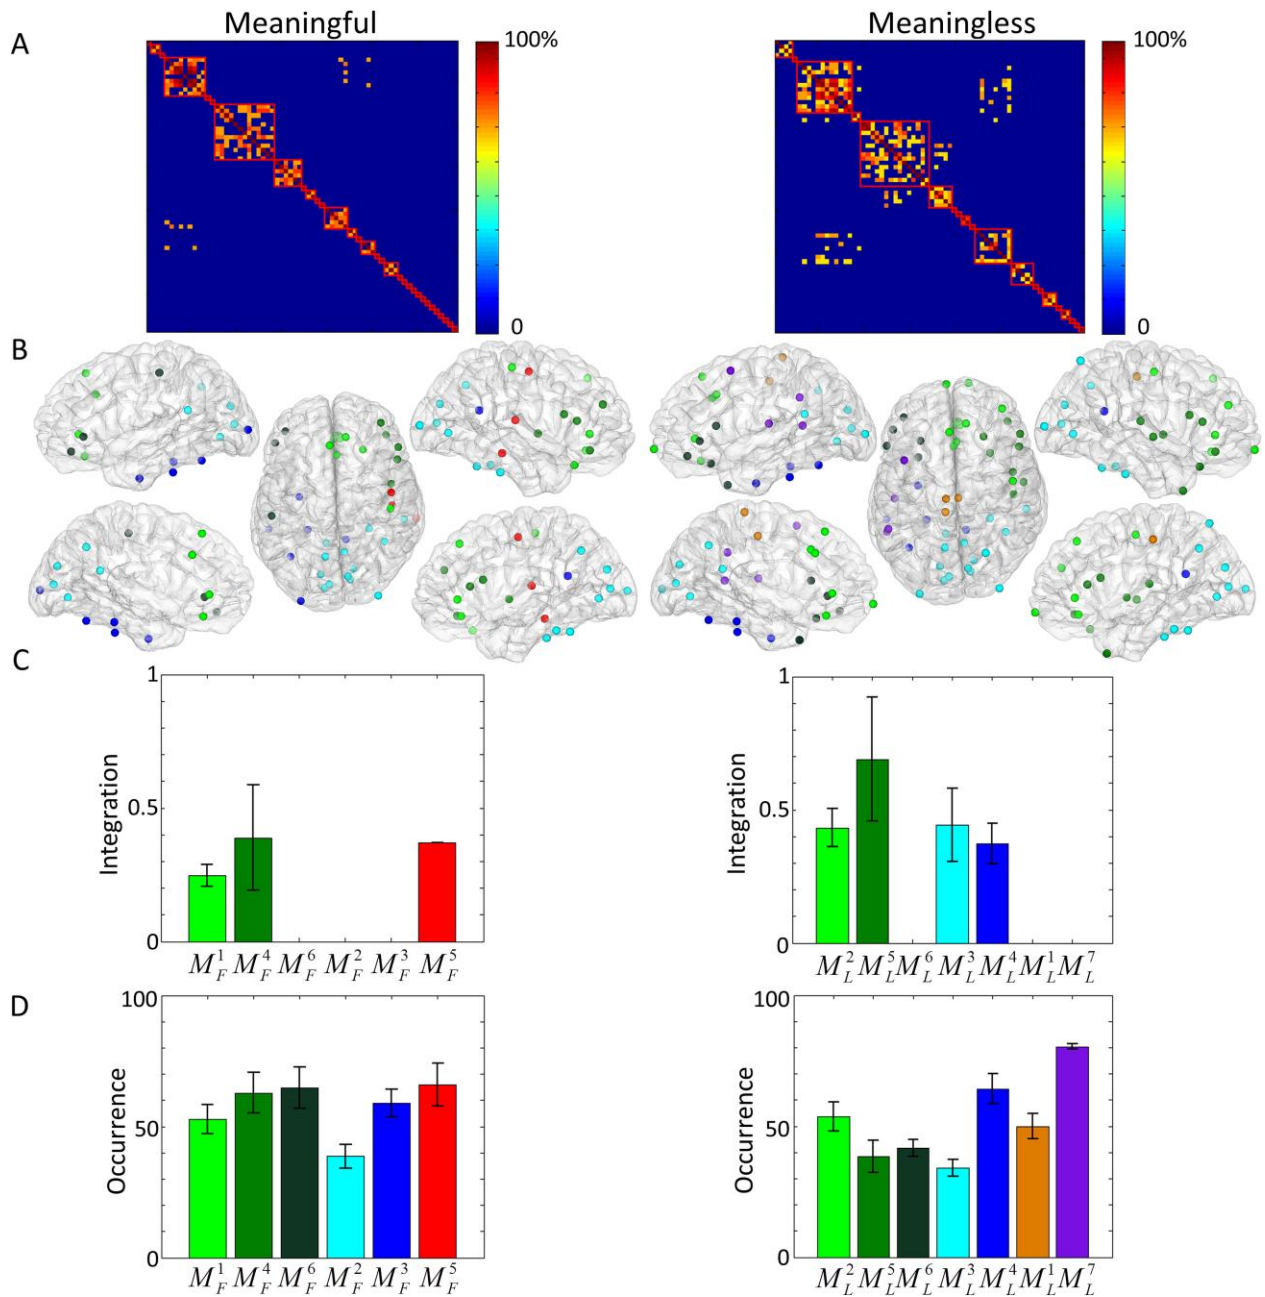 Meaningful Meaningless
A 100% 100%
0 0
B
C
1 1
Integration Integration
0.5 0.5
0 0
M_F^1 M_F^4 M_F^6 M_F^2 M_F^3 M_F^5 M_L^2 M_L^5 M_L^6 M_L^3 M_L^4 M_L^1 M_L^7
D 100 100
Occurrence Occurrence
50 50
0 0
M_F^1 M_F^4 M_F^6 M_F^2 M_F^3 M_F^5 M_L^2 M_L^5 M_L^6 M_L^3 M_L^4 M_L^1 M_L^7